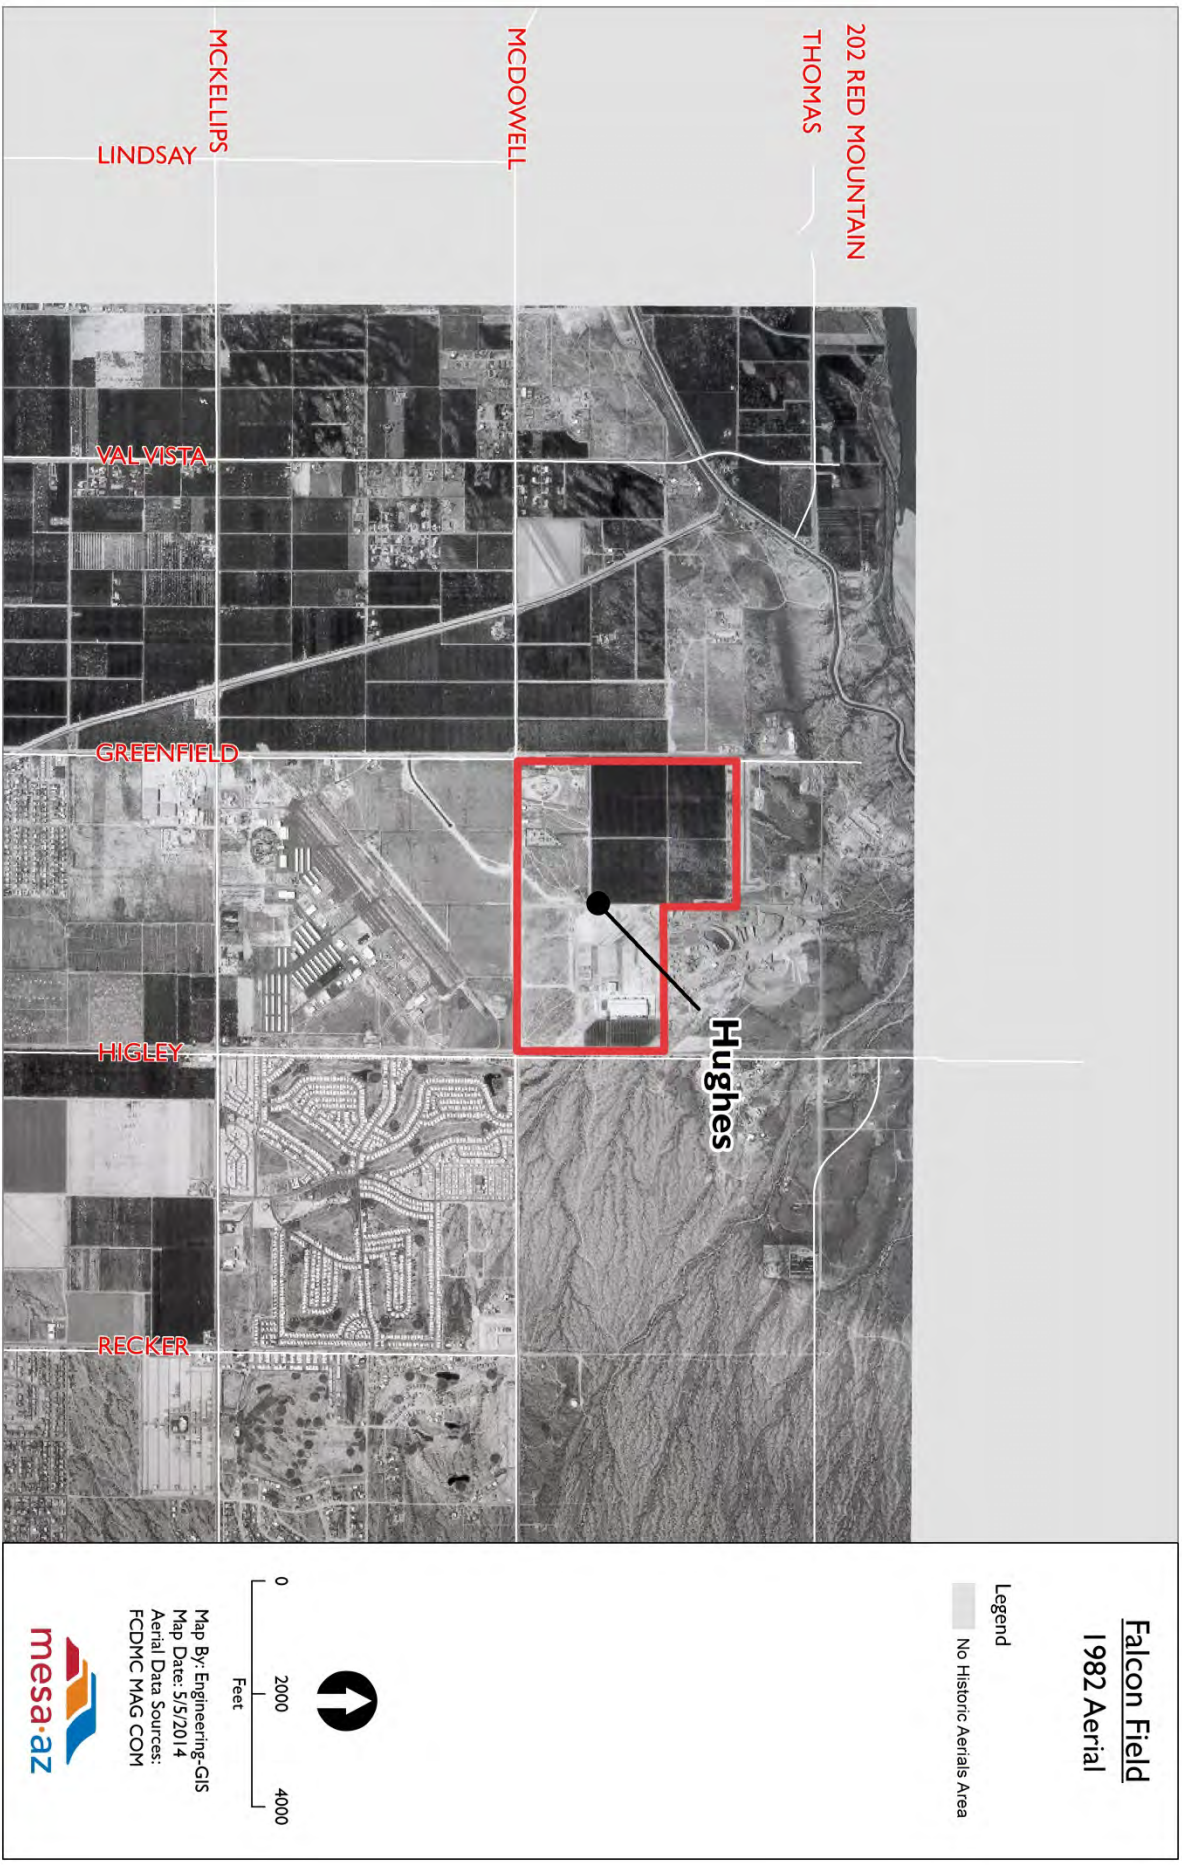 202 RED MOUNTAIN
THOMAS
MCDOWELL
MCKELLIPS
LINDSAY
VAL VISTA
GREENFIELD
HIGLEY
RECKER
Hughes
Falcon Field
1982 Aerial
Legend
No Historic Aerials Area
0
2000
4000
Feet
Map By: Engineering-GIS
Map Date: 5/5/2014
Aerial Data Sources:
FCDMC MAG COM
mesa·az